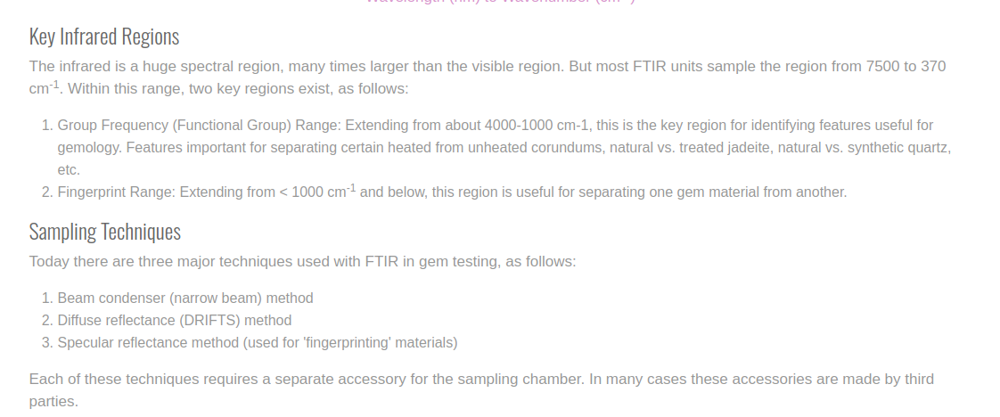 Wavelength (nm) to Wavenumber (cm⁻¹)
Key Infrared Regions
The infrared is a huge spectral region, many times larger than the visible region. But most FTIR units sample the region from 7500 to 370
cm⁻¹. Within this range, two key regions exist, as follows:
1. Group Frequency (Functional Group) Range: Extending from about 4000-1000 cm-1, this is the key region for identifying features useful for
gemology. Features important for separating certain heated from unheated corundums, natural vs. treated jadeite, natural vs. synthetic quartz,
etc.
2. Fingerprint Range: Extending from < 1000 cm⁻¹ and below, this region is useful for separating one gem material from another.
Sampling Techniques
Today there are three major techniques used with FTIR in gem testing, as follows:
1. Beam condenser (narrow beam) method
2. Diffuse reflectance (DRIFTS) method
3. Specular reflectance method (used for 'fingerprinting' materials)
Each of these techniques requires a separate accessory for the sampling chamber. In many cases these accessories are made by third
parties.